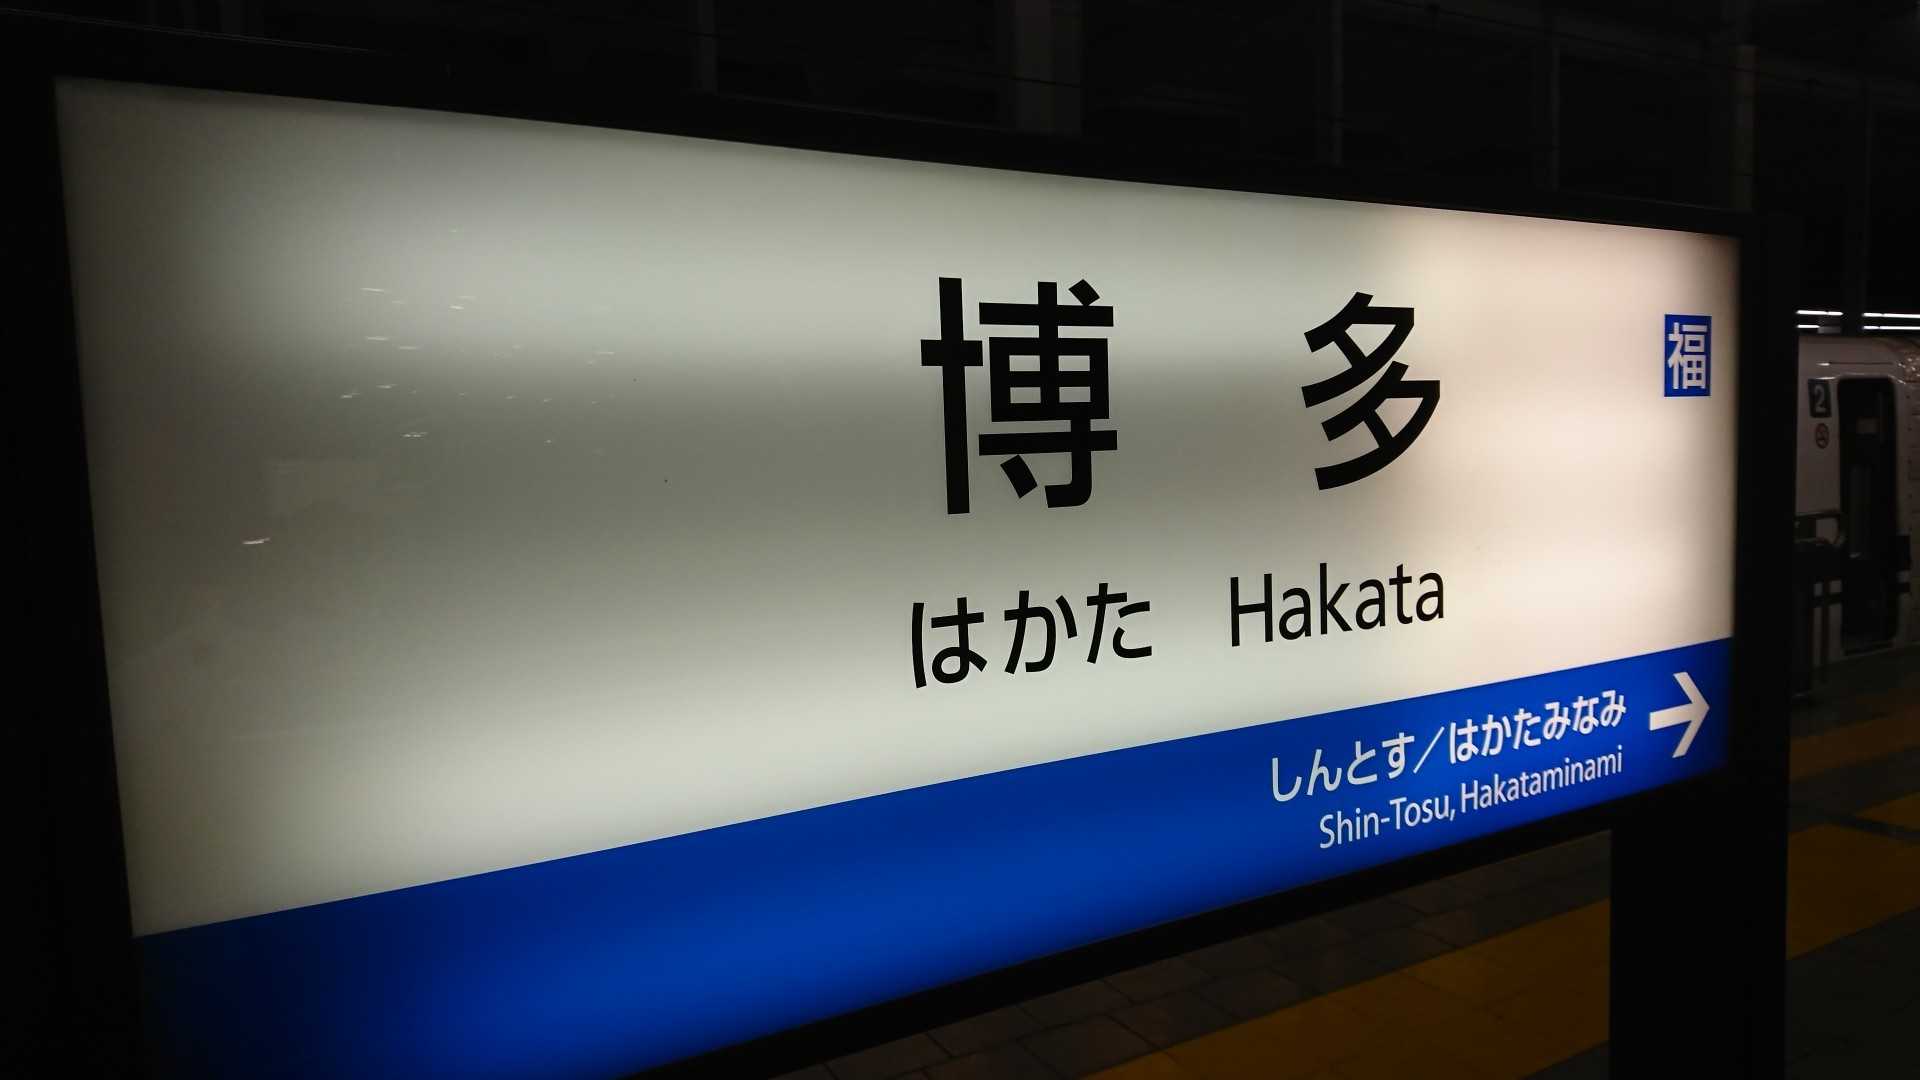 博多
福
はかた Hakata
しんとす／はかたみなみ →
Shin-Tosu, Hakataminami
2